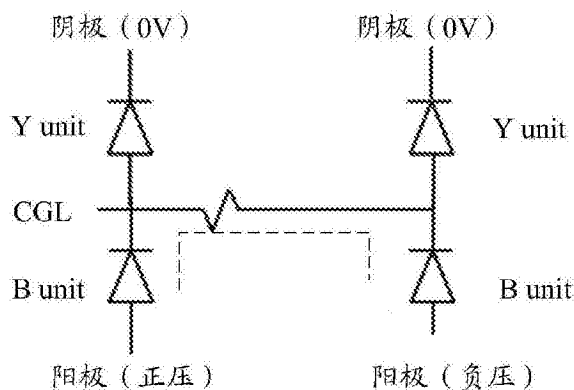 阴极（0V） 阴极（0V）
Y unit Y unit
CGL
B unit B unit
阳极（正压） 阳极（负压）